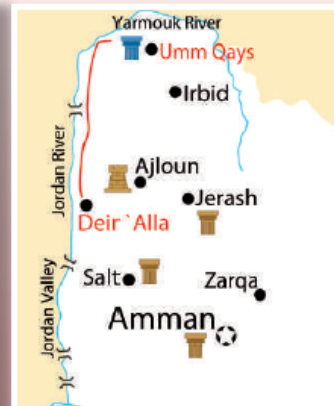 Yarmouk River
Umm Qays
Irbid
Jordan River
Ajloun
Jerash
Deir `Alla
Jordan Valley
Salt
Zarqa
Amman